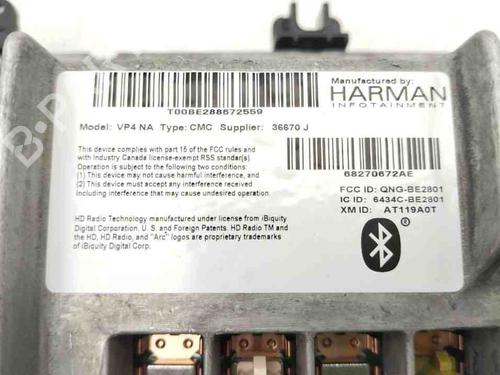 Manufactured by:
HARMAN
INFOTAINMENT
T00BE288672559
Model: VP4 NA Type: CMC Supplier: 36670 J
This device complies with part 15 of the FCC rules and
with Industry Canada license-exempt RSS standar(s).
Operation is subject to the following two conditions:
(1) This device may not cause harmful interference, and
(2) This device must accept any interference received
Including interference that may cause undesired operation.
68270672AE
FCC ID: QNG-BE2801
IC ID: 6434C-BE2801
XM ID: AT119A0T
HD Radio Technology manufactured under license from iBiquity
Digital Corporation. U. S. and Foreign Patents. HD Radio TM and
the HD, HD Radio, and "Arc" logos are proprietary trademarks
of iBiquity Digital Corp.